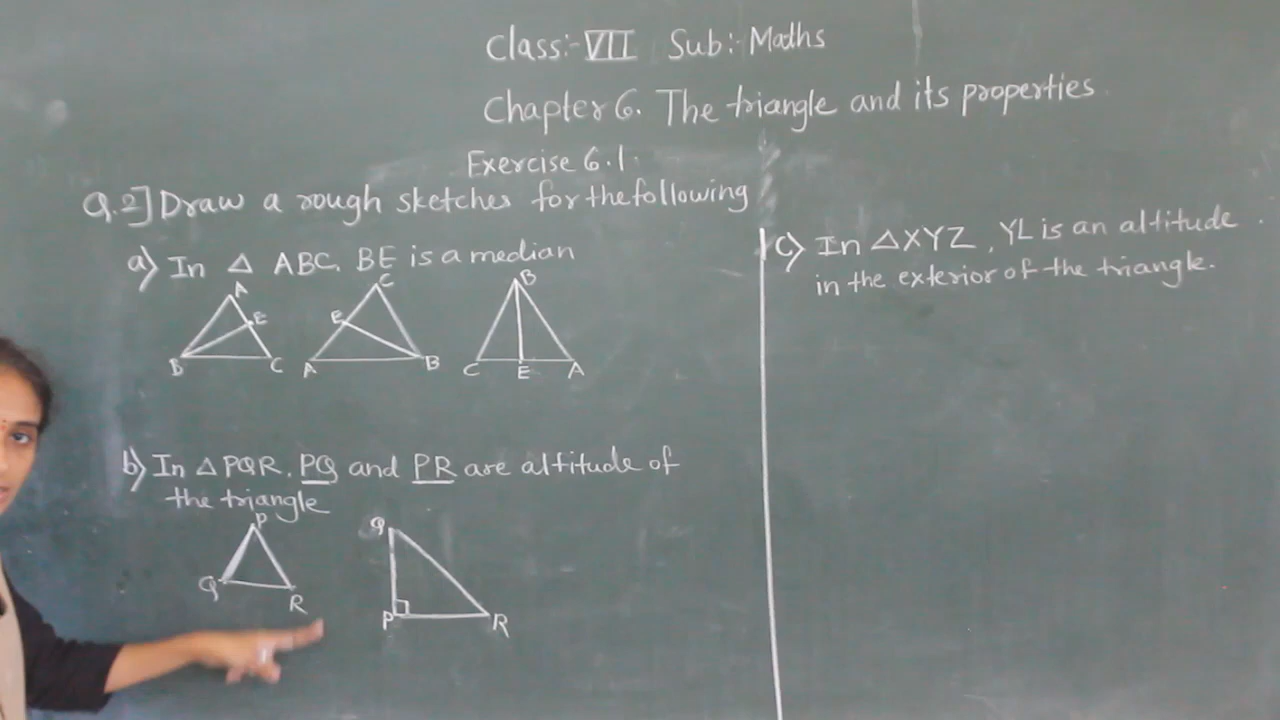 Class:- VII Sub:- Maths
Chapter 6. The triangle and its properties
Exercise 6.1.
Q.2] Draw a rough sketches for the following
a) In △ ABC, BE is a median
A
E
B
C
C
E
A
B
B
C
E
A
b) In △ PQR, PQ and PR are altitude of
the triangle
P
Q
R
Q
P
R
c) In △XYZ, YL is an altitude
in the exterior of the triangle.